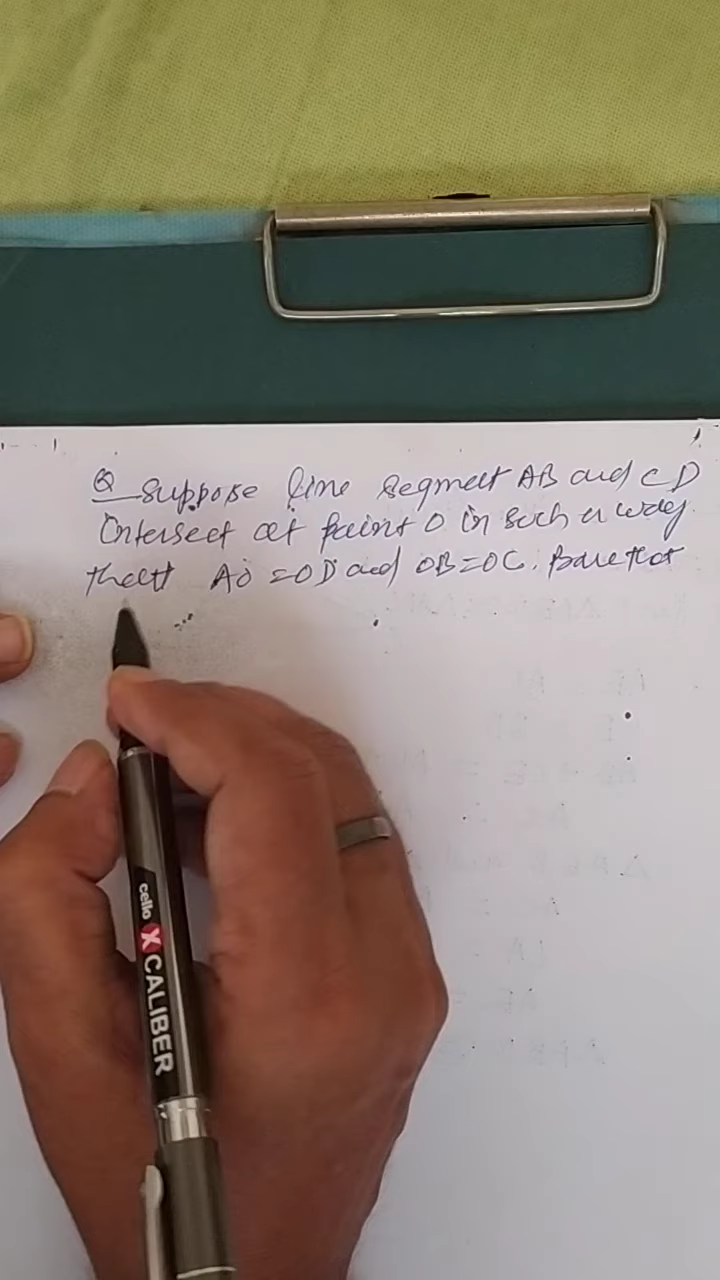 Q Suppose line segment AB and CD
intersect at point O in such a way
that AO = OD and OB = OC. Prove that
cello XCALIBER